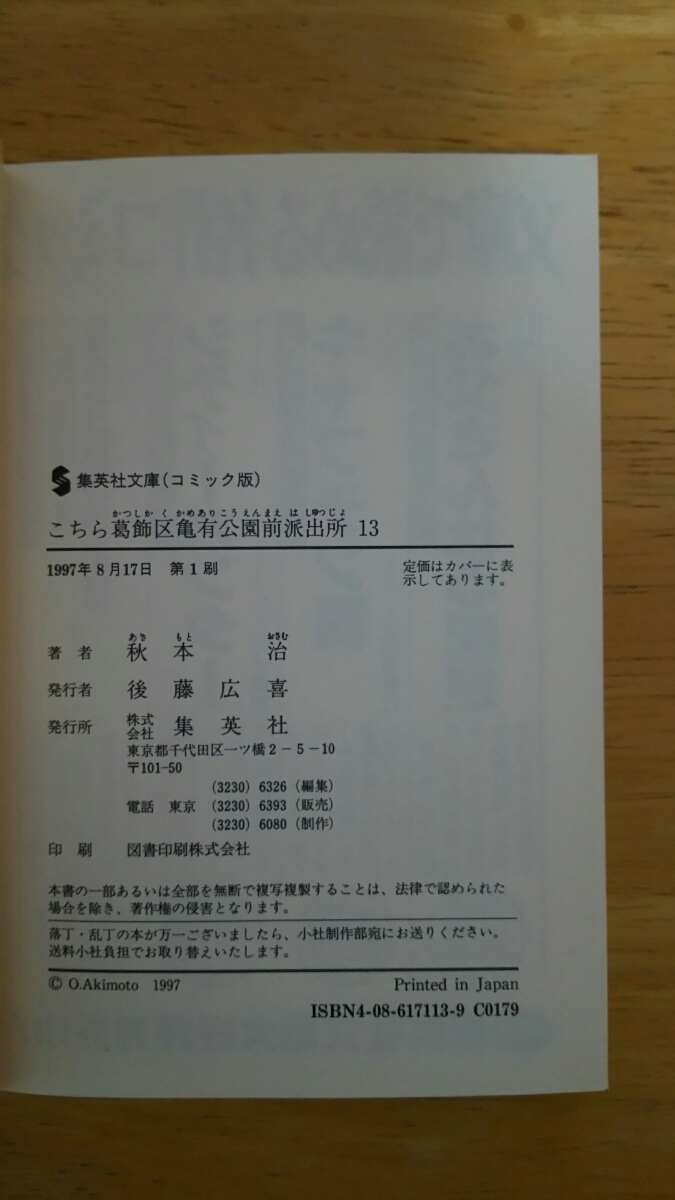 集英社文庫(コミック版)
かつしか く かめありこうえんまえ は しゅつじょ
こちら葛飾区亀有公園前派出所 13
1997年8月17日 第1刷
定価はカバーに表
示してあります。
あき もと おさむ
著者 秋本 治
発行者 後藤広喜
発行所 株式会社 集英社
東京都千代田区一ツ橋2-5-10
〒101-50
(3230) 6326 (編集)
電話 東京 (3230) 6393 (販売)
(3230) 6080 (制作)
印刷 図書印刷株式会社
本書の一部あるいは全部を無断で複写複製することは、法律で認められた
場合を除き、著作権の侵害となります。
落丁・乱丁の本が万一ございましたら、小社制作部宛にお送りください。
送料小社負担でお取り替えいたします。
© O.Akimoto 1997
Printed in Japan
ISBN4-08-617113-9 C0179